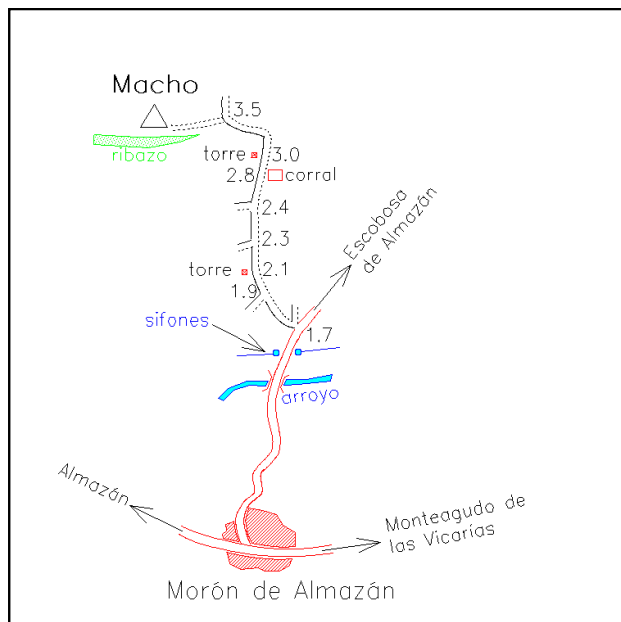 Macho
3.5
ribazo
torre
3.0
2.8
corral
2.4
2.3
Escobosa
de Almazán
torre
2.1
1.9
sifones
1.7
arroyo
Almazán
Monteagudo de
las Vicarías
Morón de Almazán